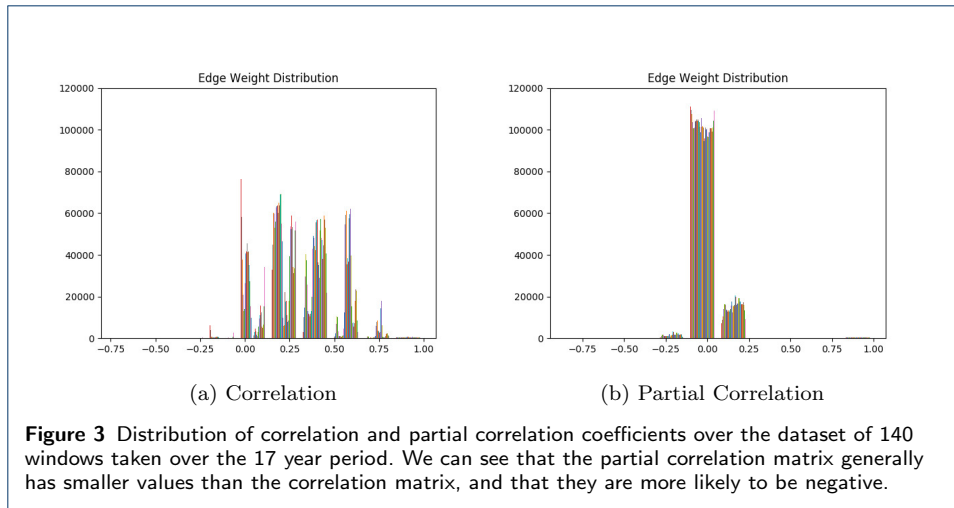 Edge Weight Distribution
120000
100000
80000
60000
40000
20000
0
−0.75 −0.50 −0.25 0.00 0.25 0.50 0.75 1.00
(a) Correlation
Edge Weight Distribution
120000
100000
80000
60000
40000
20000
0
−0.75 −0.50 −0.25 0.00 0.25 0.50 0.75 1.00
(b) Partial Correlation
Figure 3 Distribution of correlation and partial correlation coefficients over the dataset of 140
windows taken over the 17 year period. We can see that the partial correlation matrix generally
has smaller values than the correlation matrix, and that they are more likely to be negative.